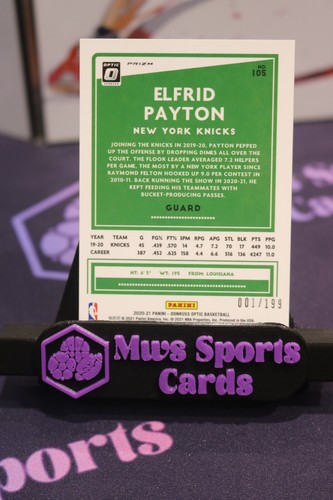 OPTIC
PRIZM
NO.
105
ELFRID
PAYTON
NEW YORK KNICKS
JOINING THE KNICKS IN 2019-20, PAYTON PEPPED
UP THE OFFENSE BY DROPPING DIMES ALL OVER THE
COURT. THE FLOOR LEADER AVERAGED 7.2 HELPERS
PER GAME, THE MOST BY A NEW YORK PLAYER SINCE
RAYMOND FELTON HOOKED UP 9.0 PER CONTEST IN
2010-11. BACK RUNNING THE SHOW IN 2020-21, HE
KEPT FEEDING HIS TEAMMATES WITH
BUCKET-PRODUCING PASSES.
GUARD
YEAR TEAM G FG% FT% 3PM RPG APG STL BLK PTS PPG
19-20 KNICKS 45 .439 .570 14 4.7 7.2 70 17 449 10.0
CAREER 387 .452 .635 158 4.4 6.6 516 136 4247 11.0
HT: 6'3" WT: 195 FROM: LOUISIANA
PANINI
001/199
NBA
2020-21 PANINI - DONRUSS OPTIC BASKETBALL
Mws Sports
Cards
ports